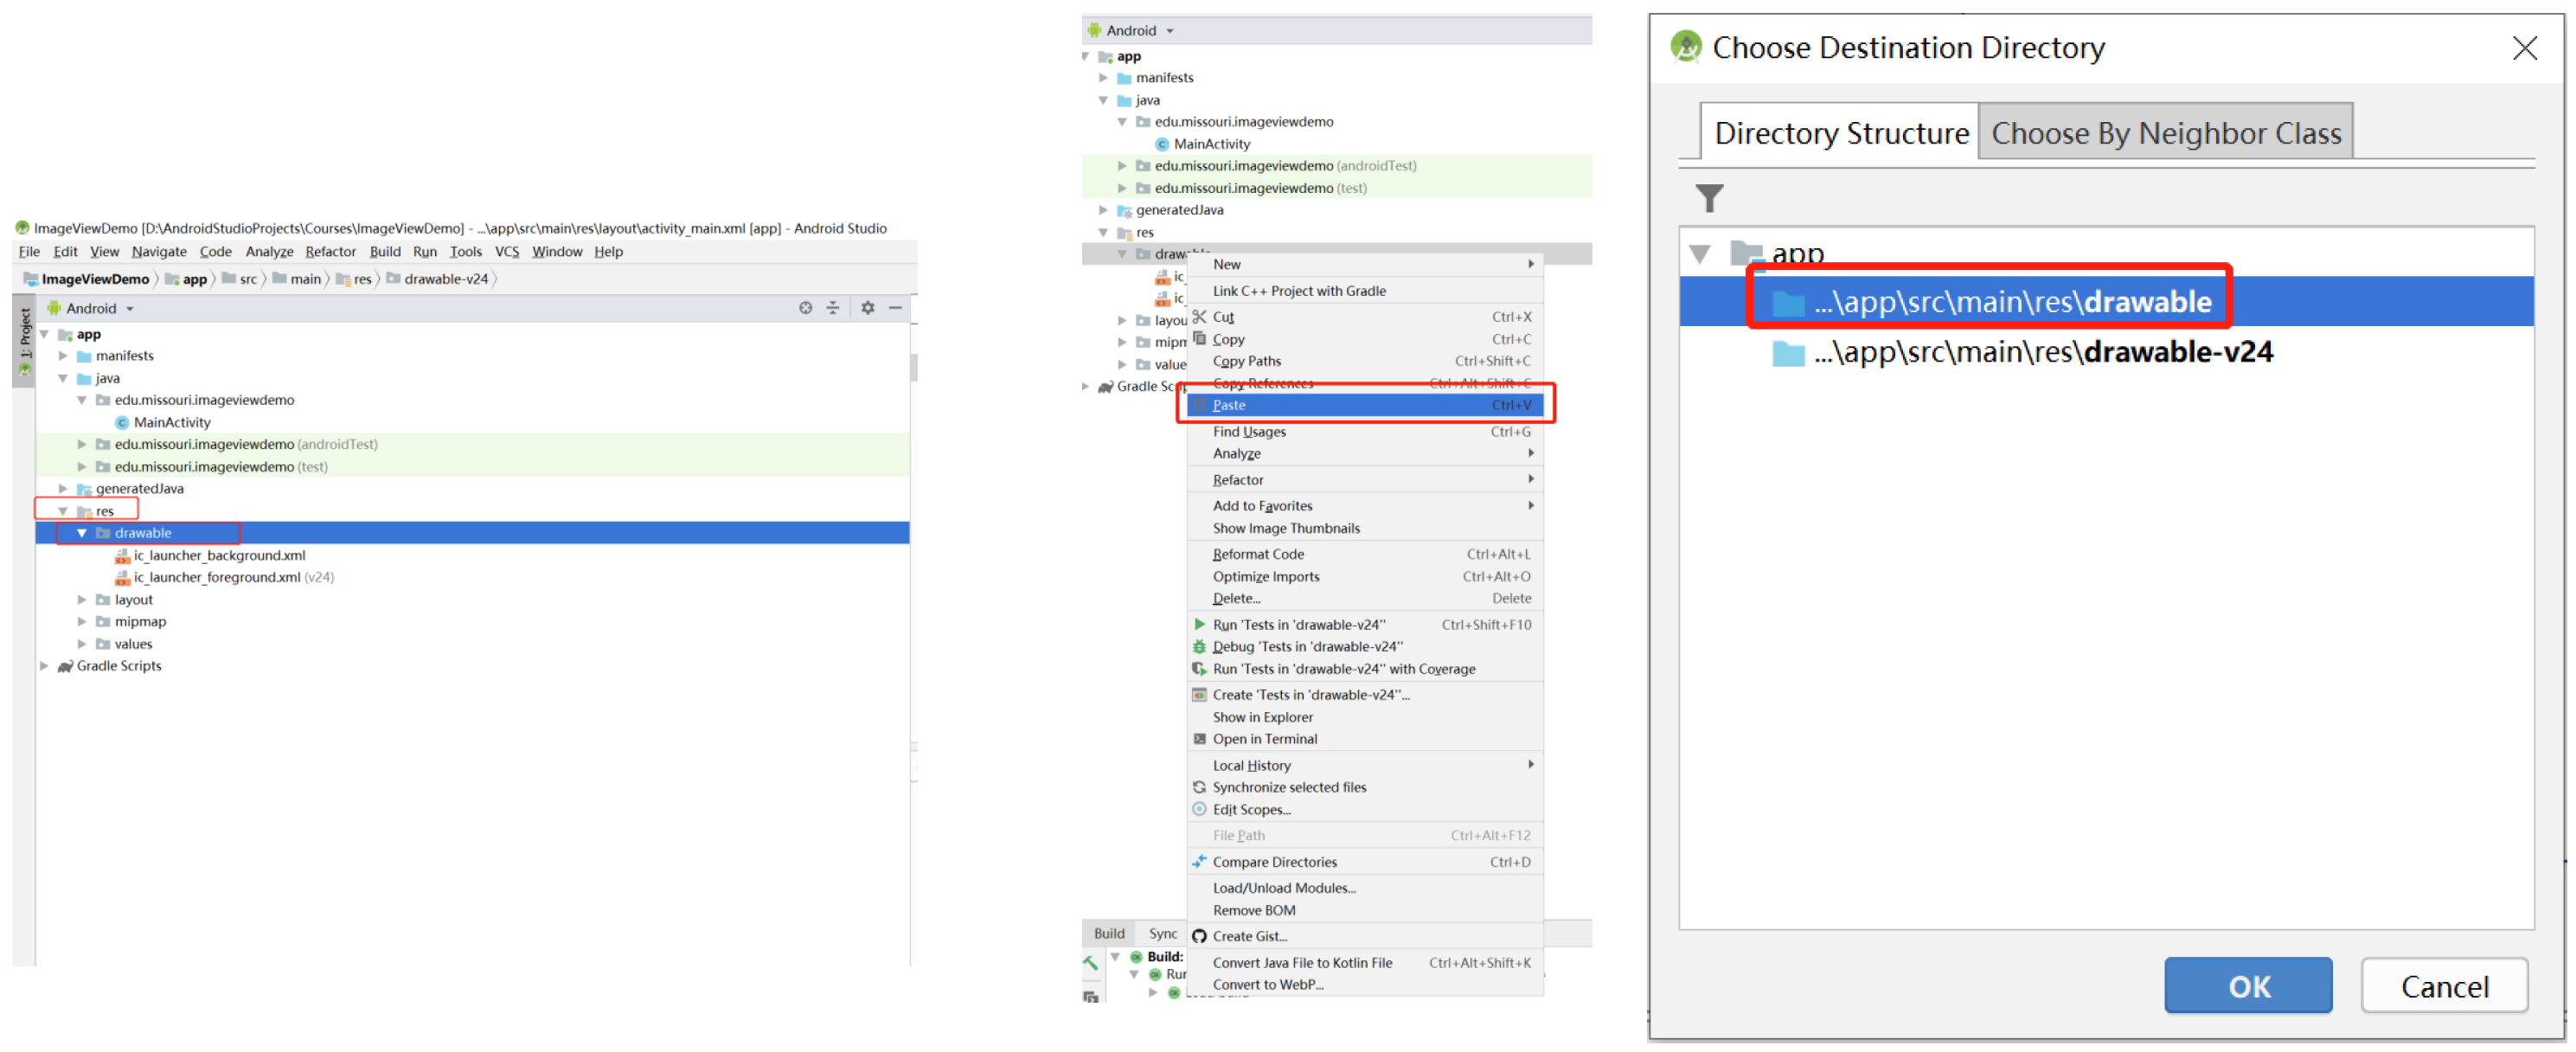 ImageViewDemo [D:\AndroidStudioProjects\Courses\ImageViewDemo] - ...\app\src\main\res\layout\activity_main.xml [app] - Android Studio
File Edit View Navigate Code Analyze Refactor Build Run Tools VCS Window Help
ImageViewDemo app src main res drawable-v24
1: Project
Android
app
manifests
java
edu.missouri.imageviewdemo
MainActivity
edu.missouri.imageviewdemo (androidTest)
edu.missouri.imageviewdemo (test)
generatedJava
res
drawable
ic_launcher_background.xml
ic_launcher_foreground.xml (v24)
layout
mipmap
values
Gradle Scripts
Android
app
manifests
java
edu.missouri.imageviewdemo
MainActivity
edu.missouri.imageviewdemo (androidTest)
edu.missouri.imageviewdemo (test)
generatedJava
res
drawable
ic_
ic_
layou
mipm
value
Gradle Scrip
New
Link C++ Project with Gradle
Cut Ctrl+X
Copy Ctrl+C
Copy Paths Ctrl+Shift+C
Copy References Ctrl+Alt+Shift+C
Paste Ctrl+V
Find Usages Ctrl+G
Analyze
Refactor
Add to Favorites
Show Image Thumbnails
Reformat Code Ctrl+Alt+L
Optimize Imports Ctrl+Alt+O
Delete... Delete
Run 'Tests in 'drawable-v24'' Ctrl+Shift+F10
Debug 'Tests in 'drawable-v24''
Run 'Tests in 'drawable-v24'' with Coverage
Create 'Tests in 'drawable-v24''...
Show in Explorer
Open in Terminal
Local History
Synchronize selected files
Edit Scopes...
File Path Ctrl+Alt+F12
Compare Directories Ctrl+D
Load/Unload Modules...
Remove BOM
Create Gist...
Convert Java File to Kotlin File Ctrl+Alt+Shift+K
Convert to WebP...
Build Sync
Build:
Run
Choose Destination Directory
Directory Structure Choose By Neighbor Class
app
...\app\src\main\res\drawable
...\app\src\main\res\drawable-v24
OK Cancel